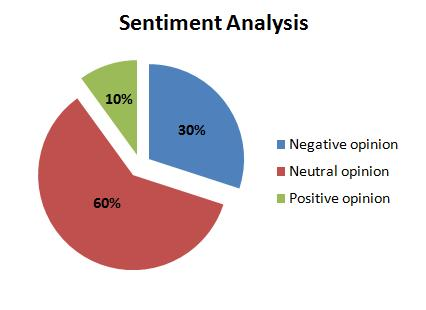 Sentiment Analysis
10%
30%
60%
Negative opinion
Neutral opinion
Positive opinion